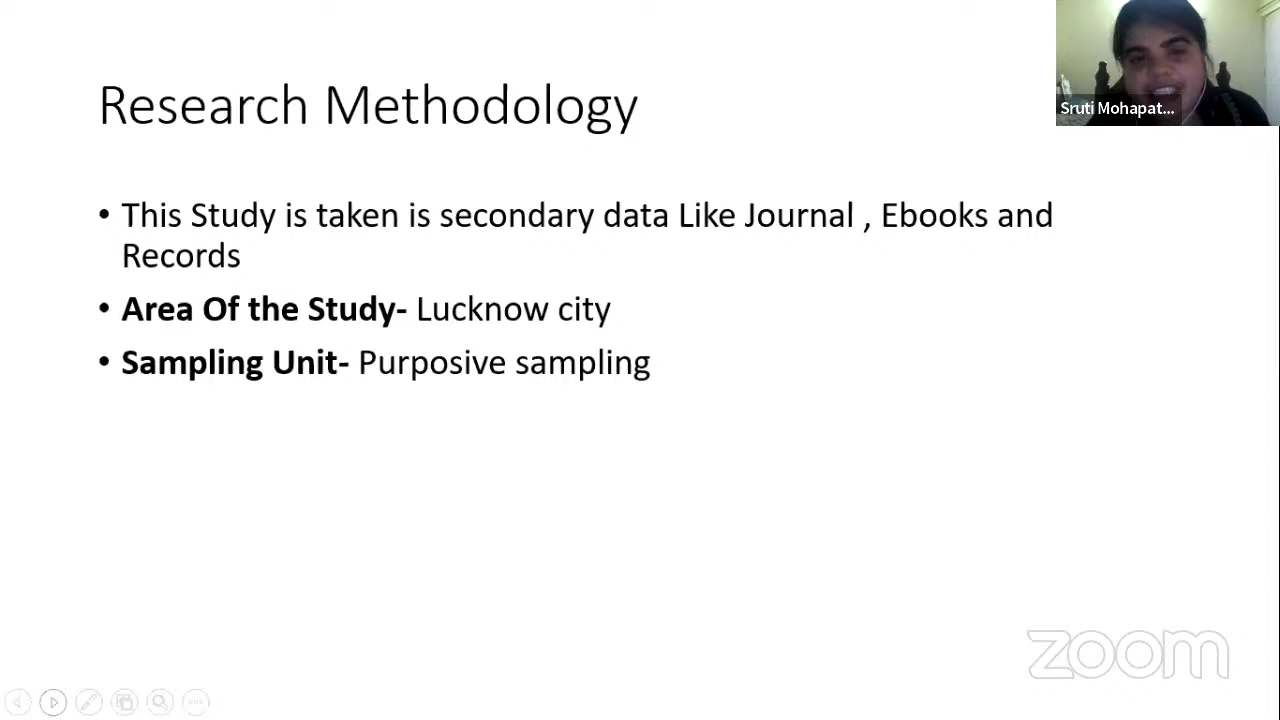 Research Methodology
Sruti Mohapat...
• This Study is taken is secondary data Like Journal , Ebooks and
Records
• Area Of the Study- Lucknow city
• Sampling Unit- Purposive sampling
zoom